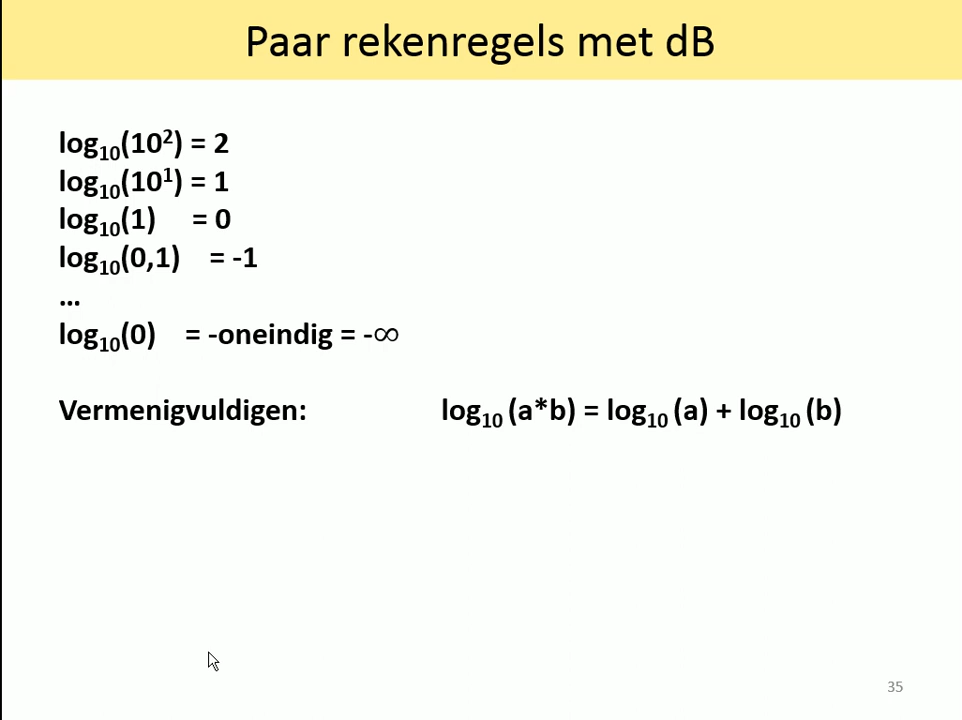 Paar rekenregels met dB
log₁₀(10²) = 2
log₁₀(10¹) = 1
log₁₀(1) = 0
log₁₀(0,1) = -1
...
log₁₀(0) = -oneindig = -∞
Vermenigvuldigen: log₁₀ (a*b) = log₁₀ (a) + log₁₀ (b)
35